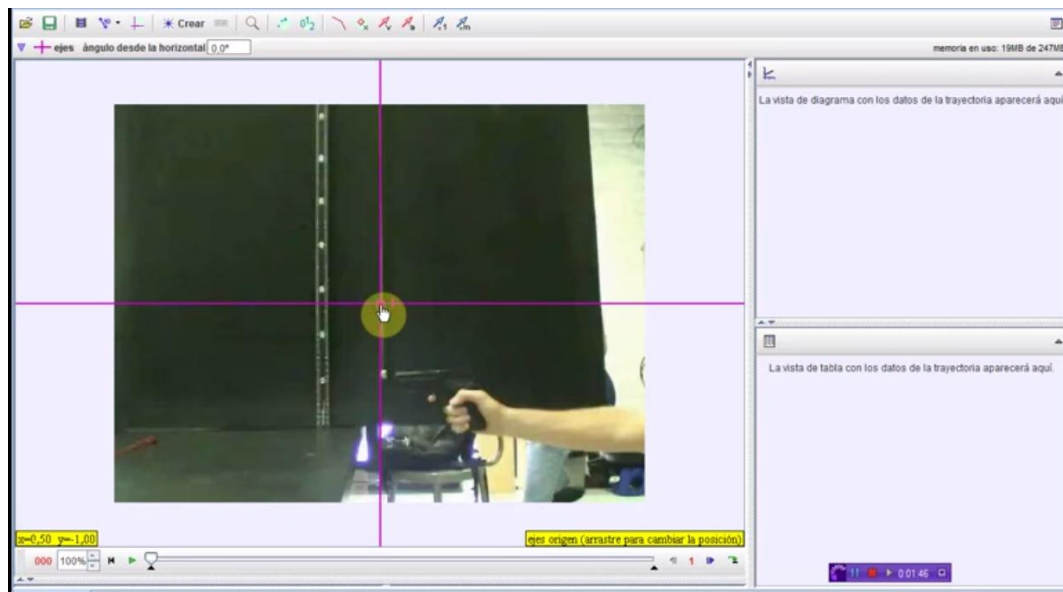 Crear
ejes ángulo desde la horizontal 0,0°
memoria en uso: 19MB de 247MB
La vista de diagrama con los datos de la trayectoria aparecerá aquí
La vista de tabla con los datos de la trayectoria aparecerá aquí.
x=0,50 y=-1,00
ejes origen (arrastre para cambiar la posición)
000 100% 1
0:01:46